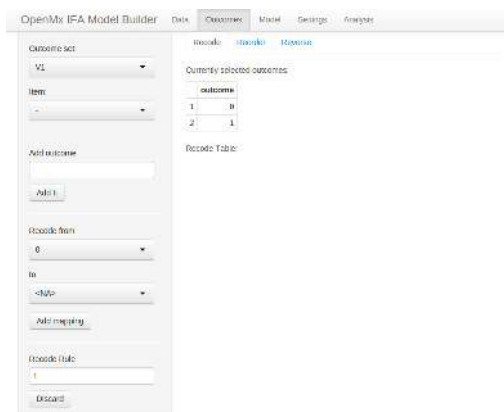 OpenMx IFA Model Builder Data Outcomes Model Settings Analysis
Recode Reorder Reverse
Outcome set
V1
Item
-
Add outcome
Add It
Recode from
0
to
<NA>
Add mapping
Recode Rule
1
Discard
Currently selected outcomes:
outcome
1 0
2 1
Recode Table: